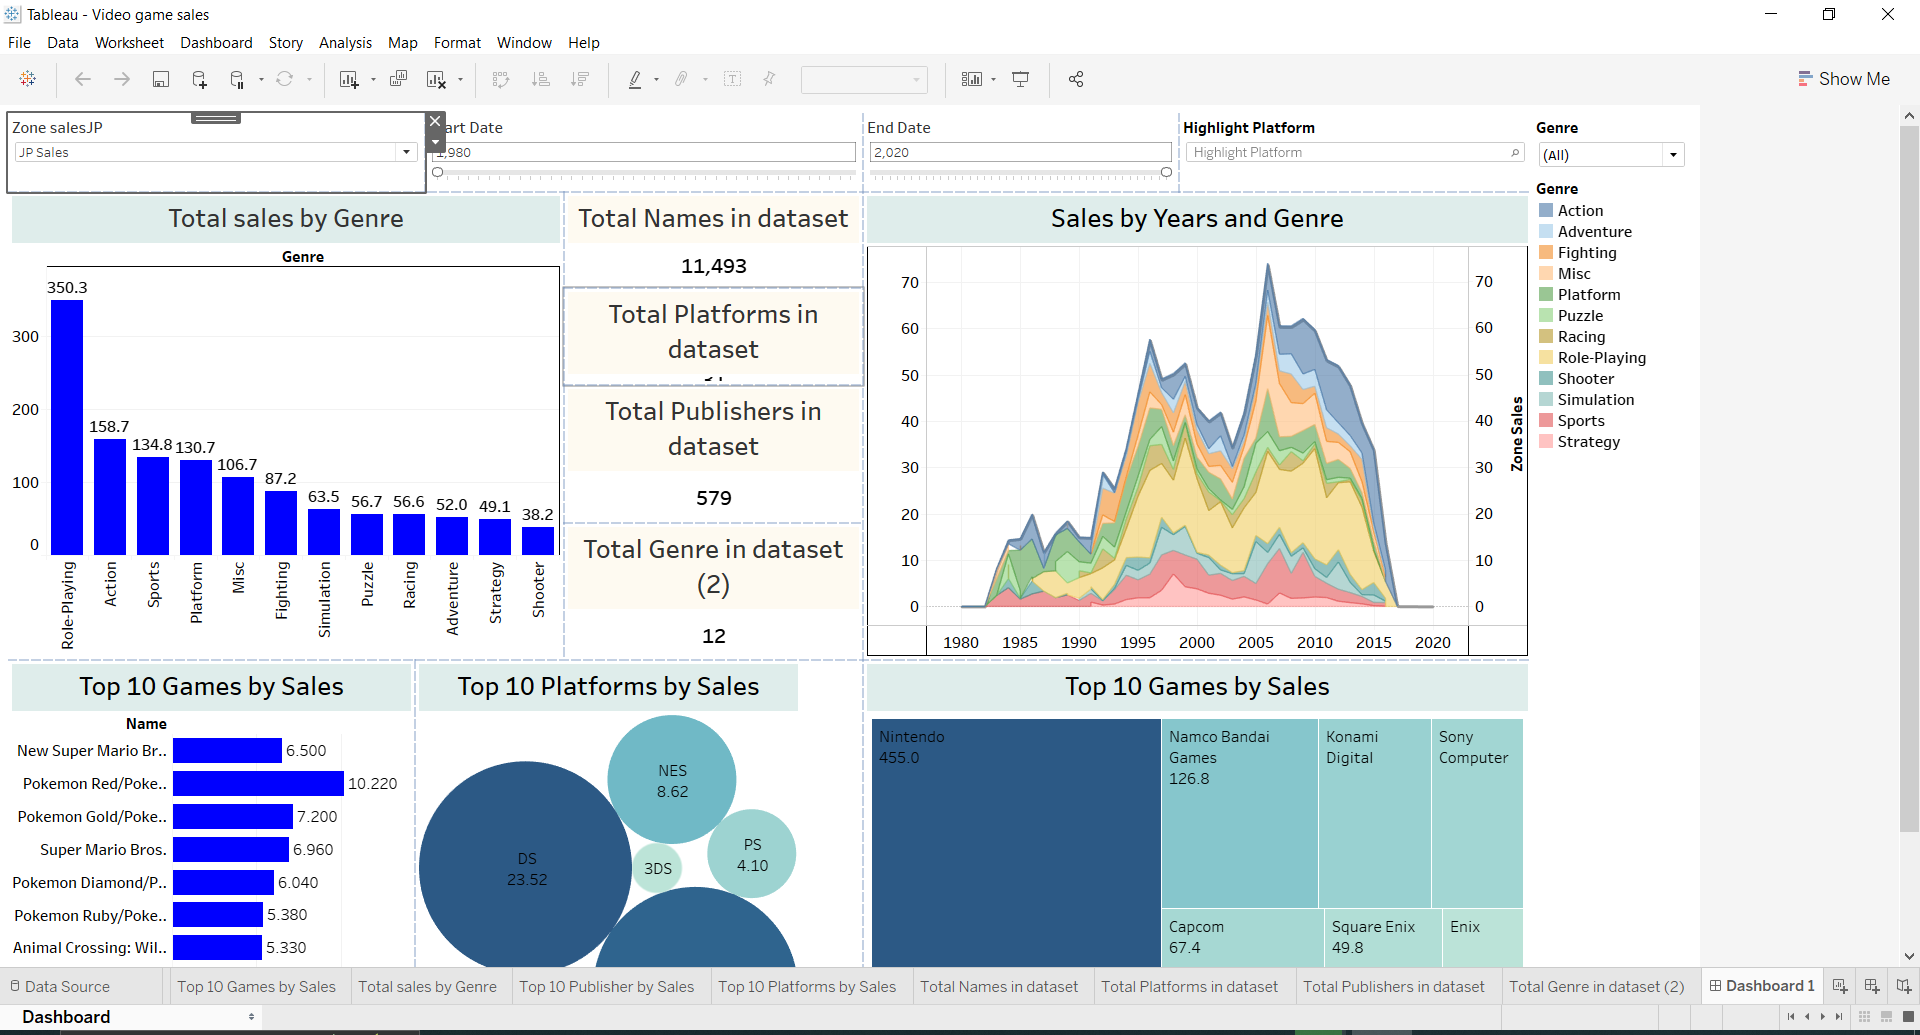 Tableau - Video game sales
File Data Worksheet Dashboard Story Analysis Map Format Window Help
Show Me
Zone salesJP
JP Sales
art Date
1,980
End Date
2,020
Highlight Platform
Highlight Platform
Genre
(All)
Genre
Action
Adventure
Fighting
Misc
Platform
Puzzle
Racing
Role-Playing
Shooter
Simulation
Sports
Strategy
Total sales by Genre
Genre
350.3
158.7
134.8
130.7
106.7
87.2
63.5
56.7
56.6
52.0
49.1
38.2
300
200
100
0
Role-Playing
Action
Sports
Platform
Misc
Fighting
Simulation
Puzzle
Racing
Adventure
Strategy
Shooter
Total Names in dataset
11,493
Total Platforms in
dataset
Total Publishers in
dataset
579
Total Genre in dataset
(2)
12
Sales by Years and Genre
70
60
50
40
30
20
10
0
70
60
50
40
30
20
10
0
Zone Sales
1980 1985 1990 1995 2000 2005 2010 2015 2020
Top 10 Games by Sales
Name
New Super Mario Br.. 6.500
Pokemon Red/Poke.. 10.220
Pokemon Gold/Poke.. 7.200
Super Mario Bros. 6.960
Pokemon Diamond/P.. 6.040
Pokemon Ruby/Poke.. 5.380
Animal Crossing: Wil.. 5.330
Top 10 Platforms by Sales
NES
8.62
DS
23.52
3DS
PS
4.10
Top 10 Games by Sales
Nintendo
455.0
Namco Bandai
Games
126.8
Konami
Digital
Sony
Computer
Capcom
67.4
Square Enix
49.8
Enix
Data Source
Top 10 Games by Sales
Total sales by Genre
Top 10 Publisher by Sales
Top 10 Platforms by Sales
Total Names in dataset
Total Platforms in dataset
Total Publishers in dataset
Total Genre in dataset (2)
Dashboard 1
Dashboard